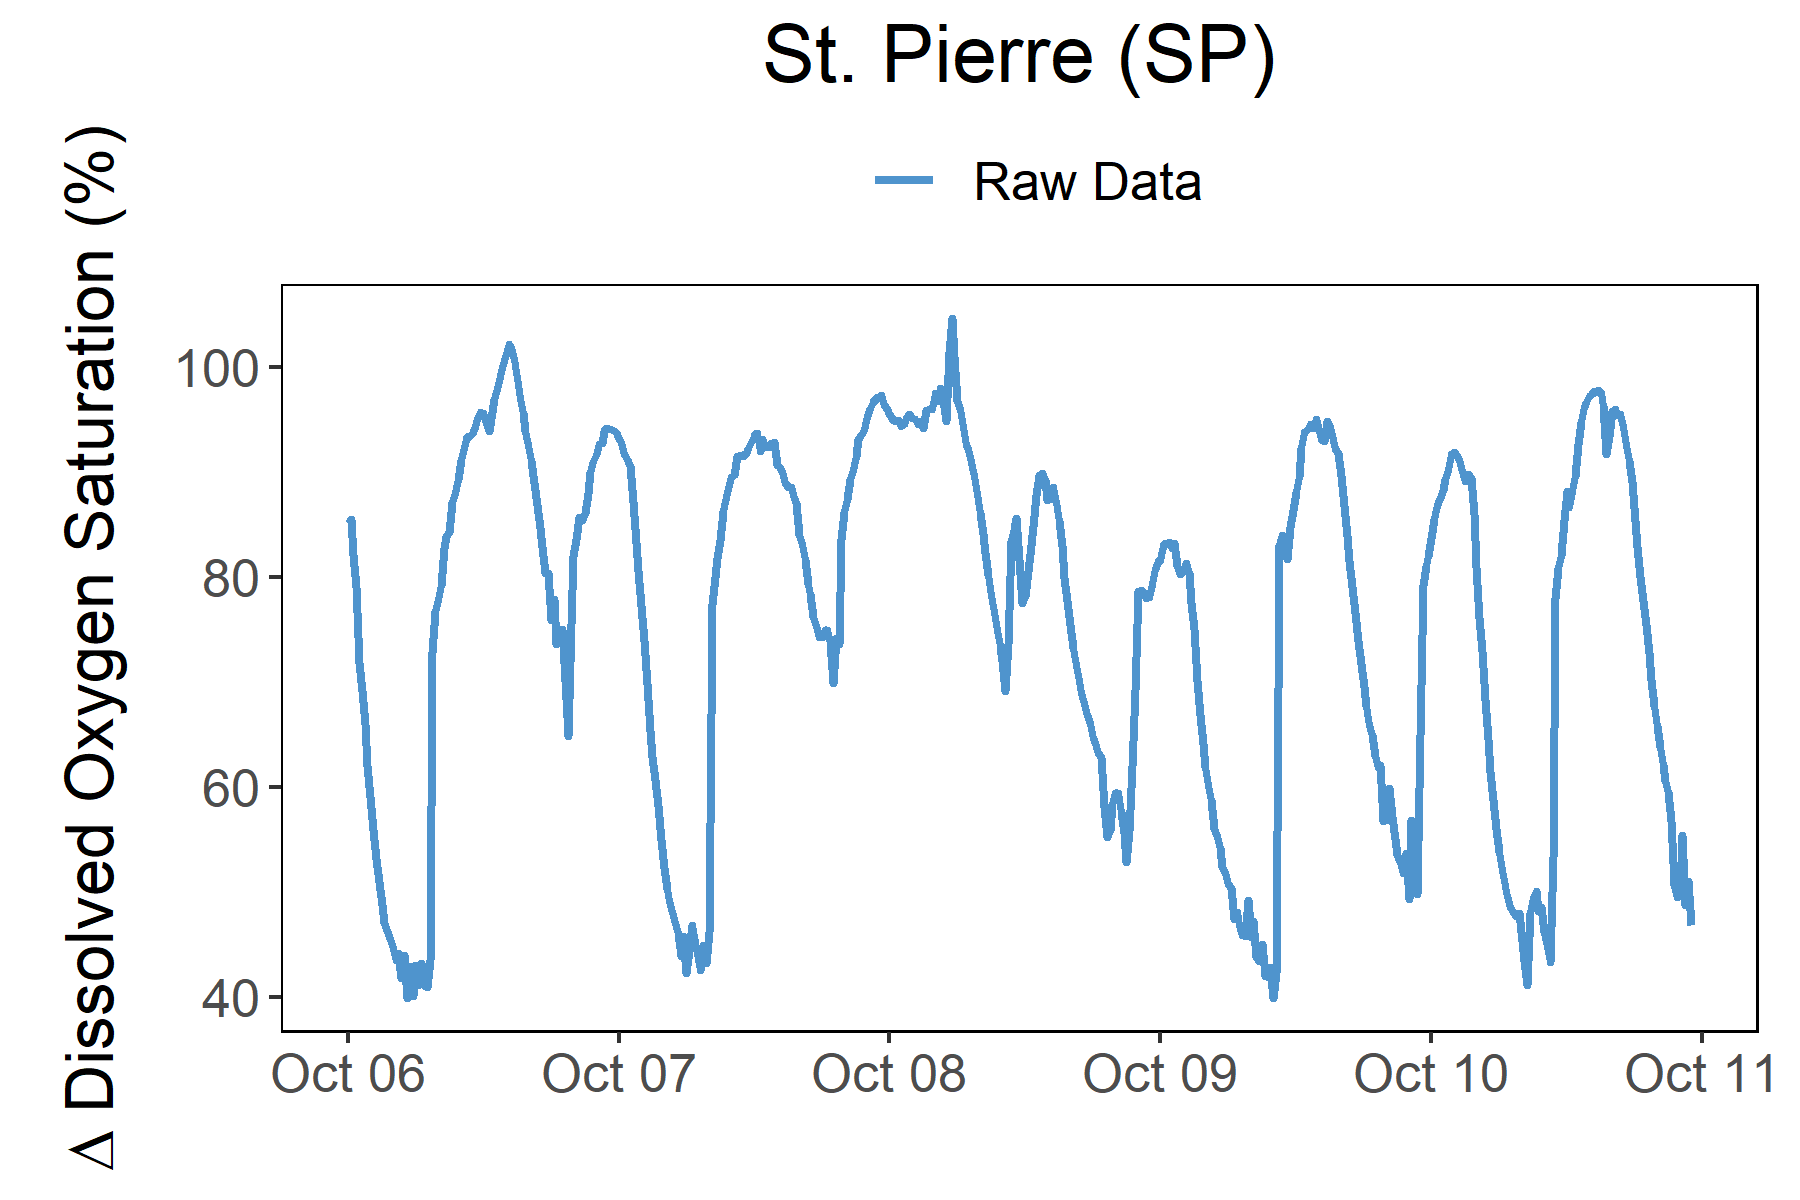 St. Pierre (SP)
Raw Data
Δ Dissolved Oxygen Saturation (%)
100
80
60
40
Oct 06 Oct 07 Oct 08 Oct 09 Oct 10 Oct 11